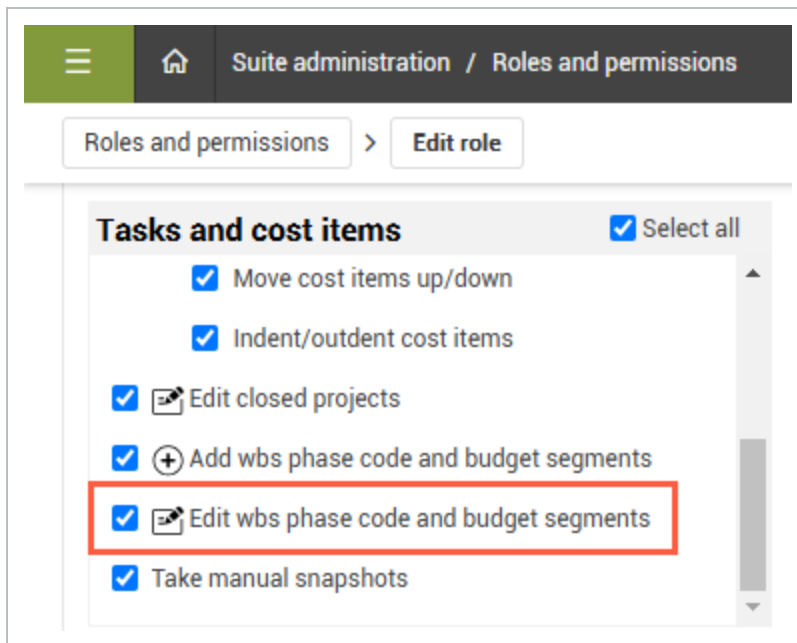 Suite administration / Roles and permissions
Roles and permissions > Edit role
Tasks and cost items Select all
Move cost items up/down
Indent/outdent cost items
Edit closed projects
Add wbs phase code and budget segments
Edit wbs phase code and budget segments
Take manual snapshots